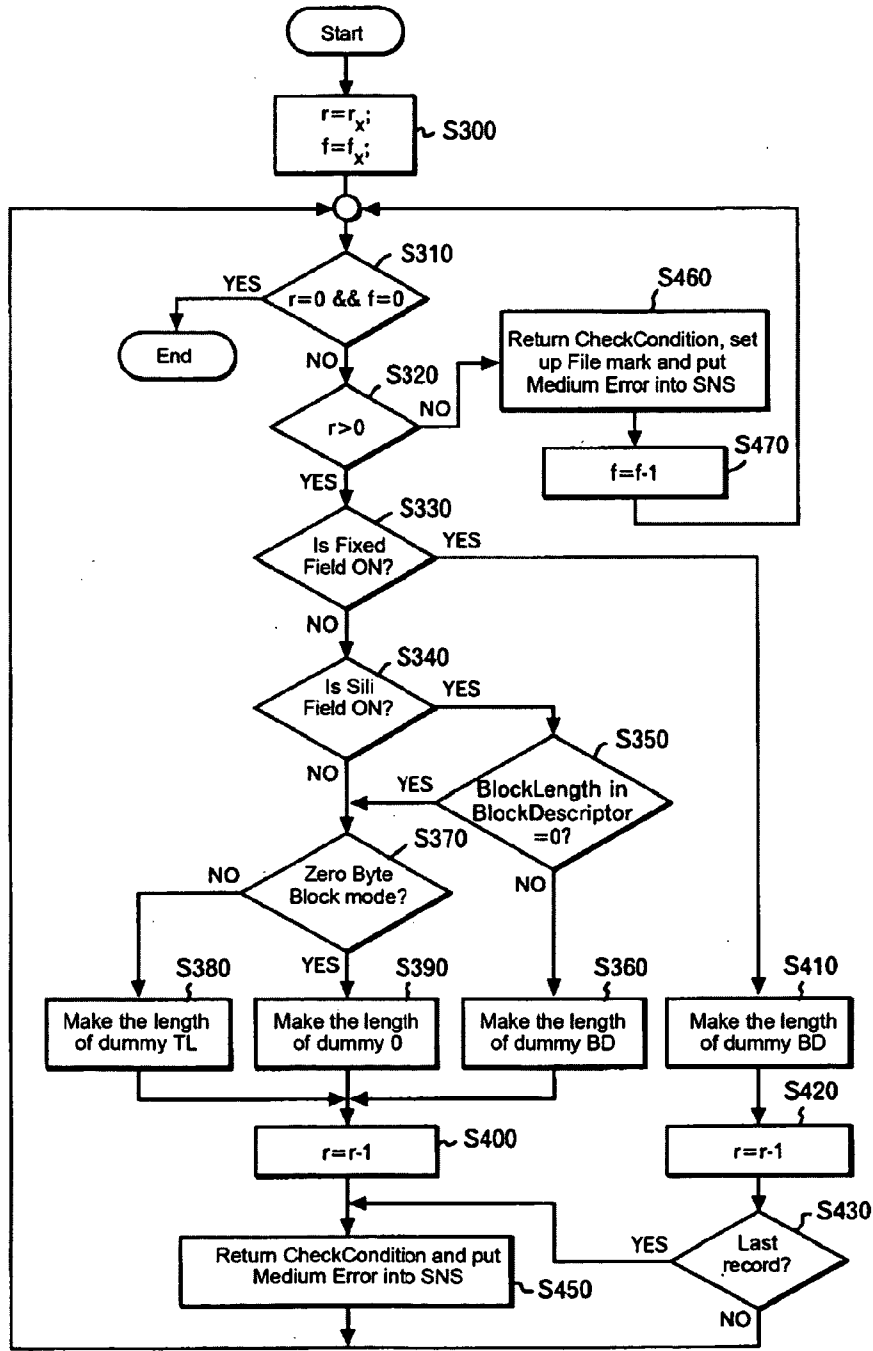 Start
r=rx;
f=fx;
S300
S310
YES
r=0 && f=0
End
NO
S460
Return CheckCondition, set
up File mark and put
Medium Error into SNS
S320
NO
r>0
S470
f=f-1
YES
S330
Is Fixed
Field ON?
YES
NO
S340
Is Sili
Field ON?
YES
S350
NO
YES
BlockLength in
BlockDescriptor
=0?
S370
NO
Zero Byte
Block mode?
NO
YES
S380
S390
S360
S410
Make the length
of dummy TL
Make the length
of dummy 0
Make the length
of dummy BD
Make the length
of dummy BD
S420
r=r-1
S400
r=r-1
S430
YES
Last
record?
Return CheckCondition and put
Medium Error into SNS
S450
NO